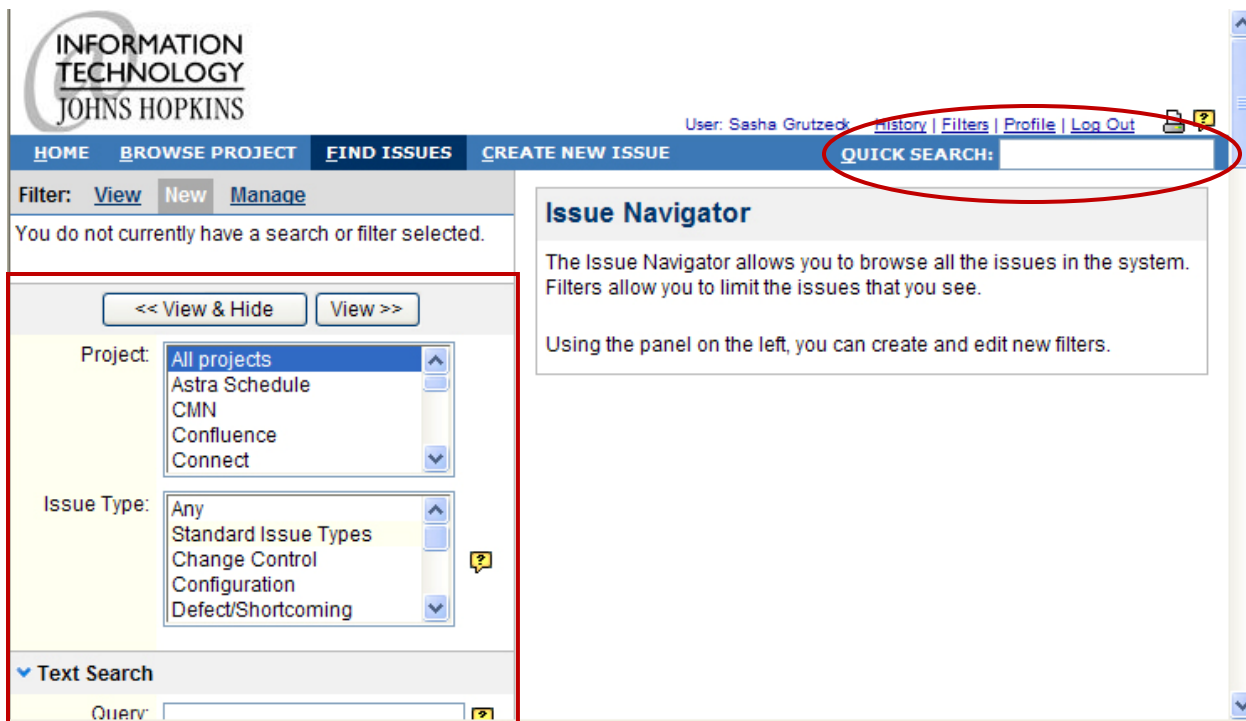 INFORMATION
TECHNOLOGY
JOHNS HOPKINS
User: Sasha Grutzeck History | Filters | Profile | Log Out
HOME BROWSE PROJECT FIND ISSUES CREATE NEW ISSUE QUICK SEARCH:
Filter: View New Manage
You do not currently have a search or filter selected.
<< View & Hide View >>
Project:
All projects
Astra Schedule
CMN
Confluence
Connect
Issue Type:
Any
Standard Issue Types
Change Control
Configuration
Defect/Shortcoming
Text Search
Query:
Issue Navigator
The Issue Navigator allows you to browse all the issues in the system.
Filters allow you to limit the issues that you see.
Using the panel on the left, you can create and edit new filters.